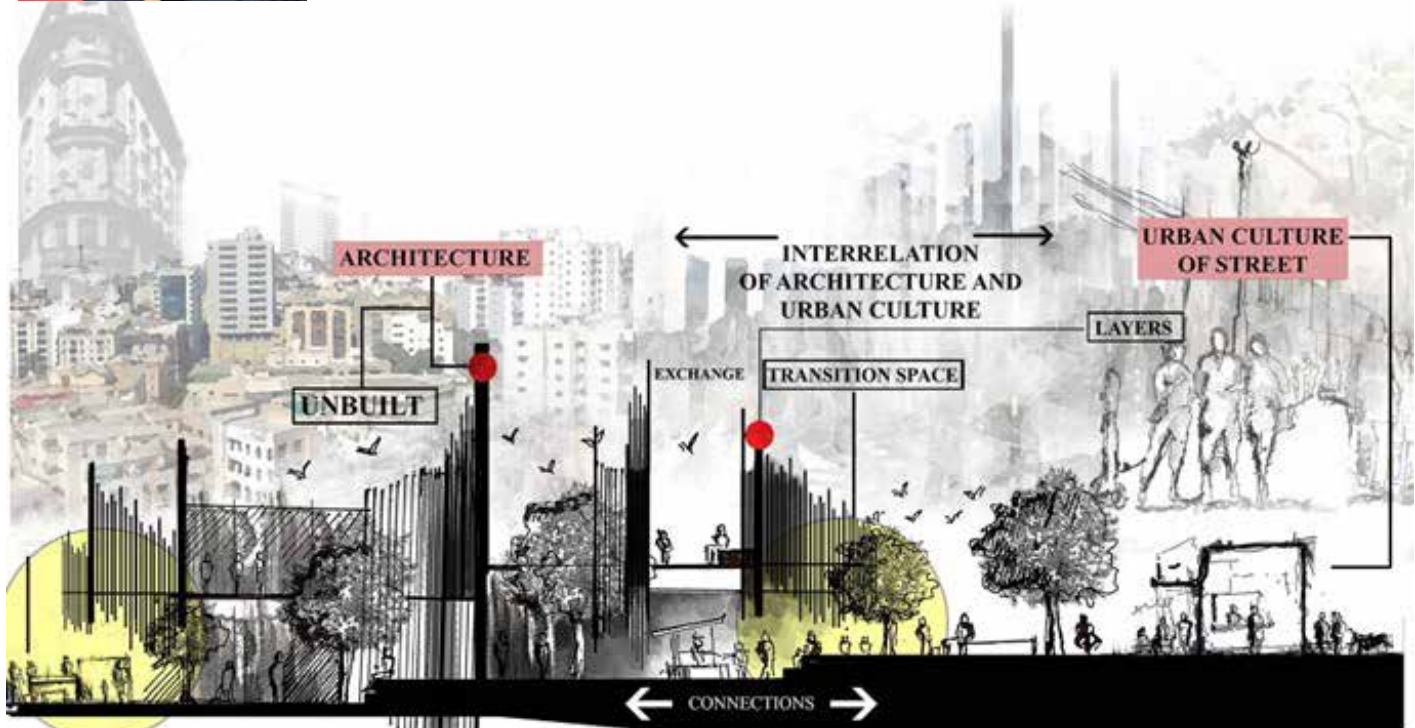 ARCHITECTURE
UNBUILT
INTERRELATION
OF ARCHITECTURE AND
URBAN CULTURE
EXCHANGE
TRANSITION SPACE
URBAN CULTURE
OF STREET
LAYERS
CONNECTIONS